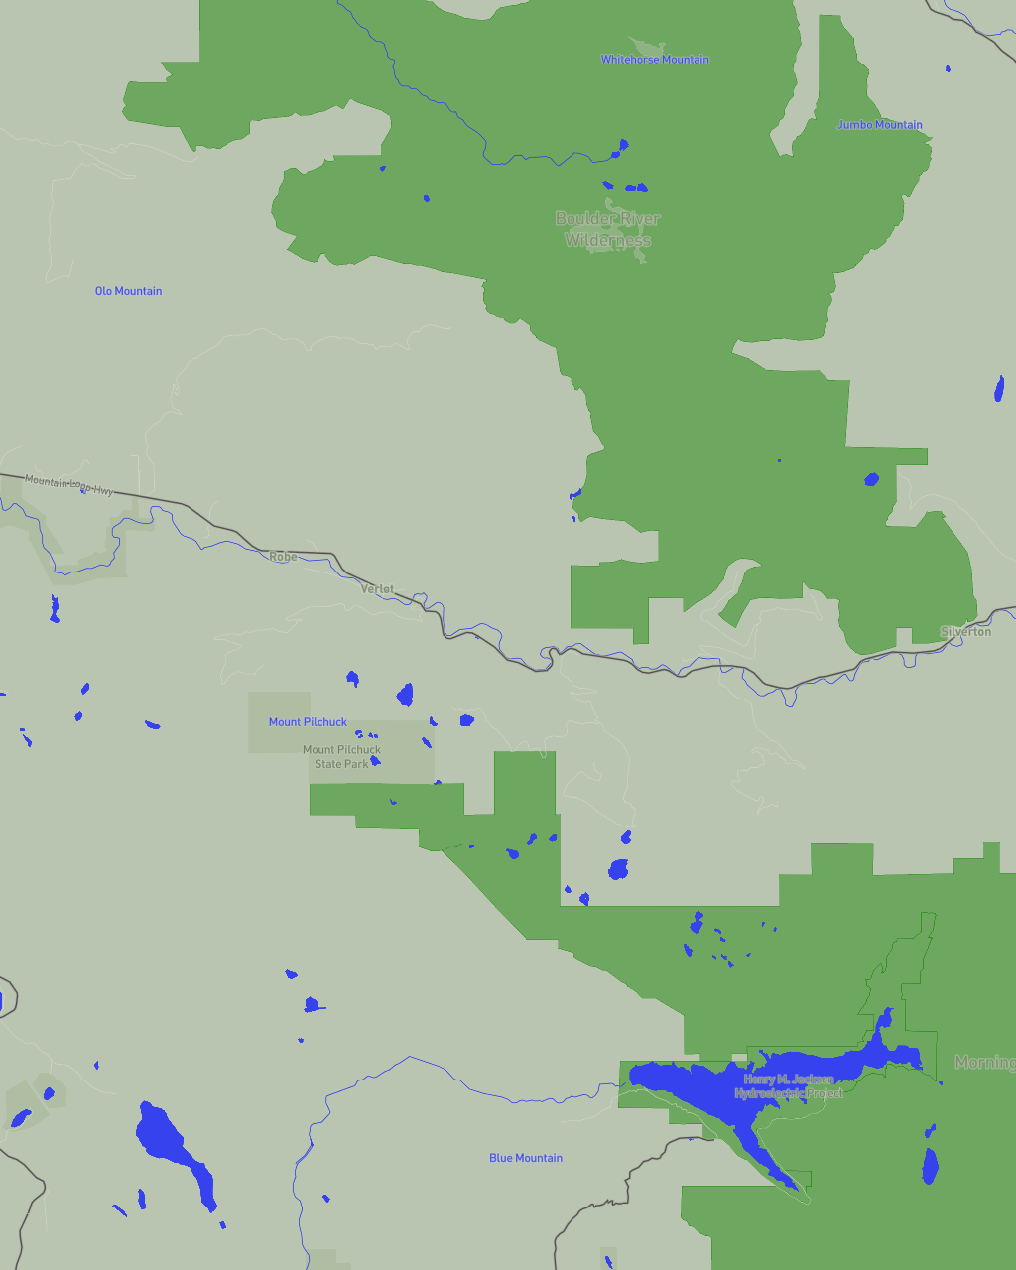 Whitehorse Mountain
Jumbo Mountain
Boulder River
Wilderness
Olo Mountain
Mountain Loop Hwy
Robe
Verlot
Silverton
Mount Pilchuck
Mount Pilchuck
State Park
Morning
Henry M. Jackson
Hydroelectric Project
Blue Mountain